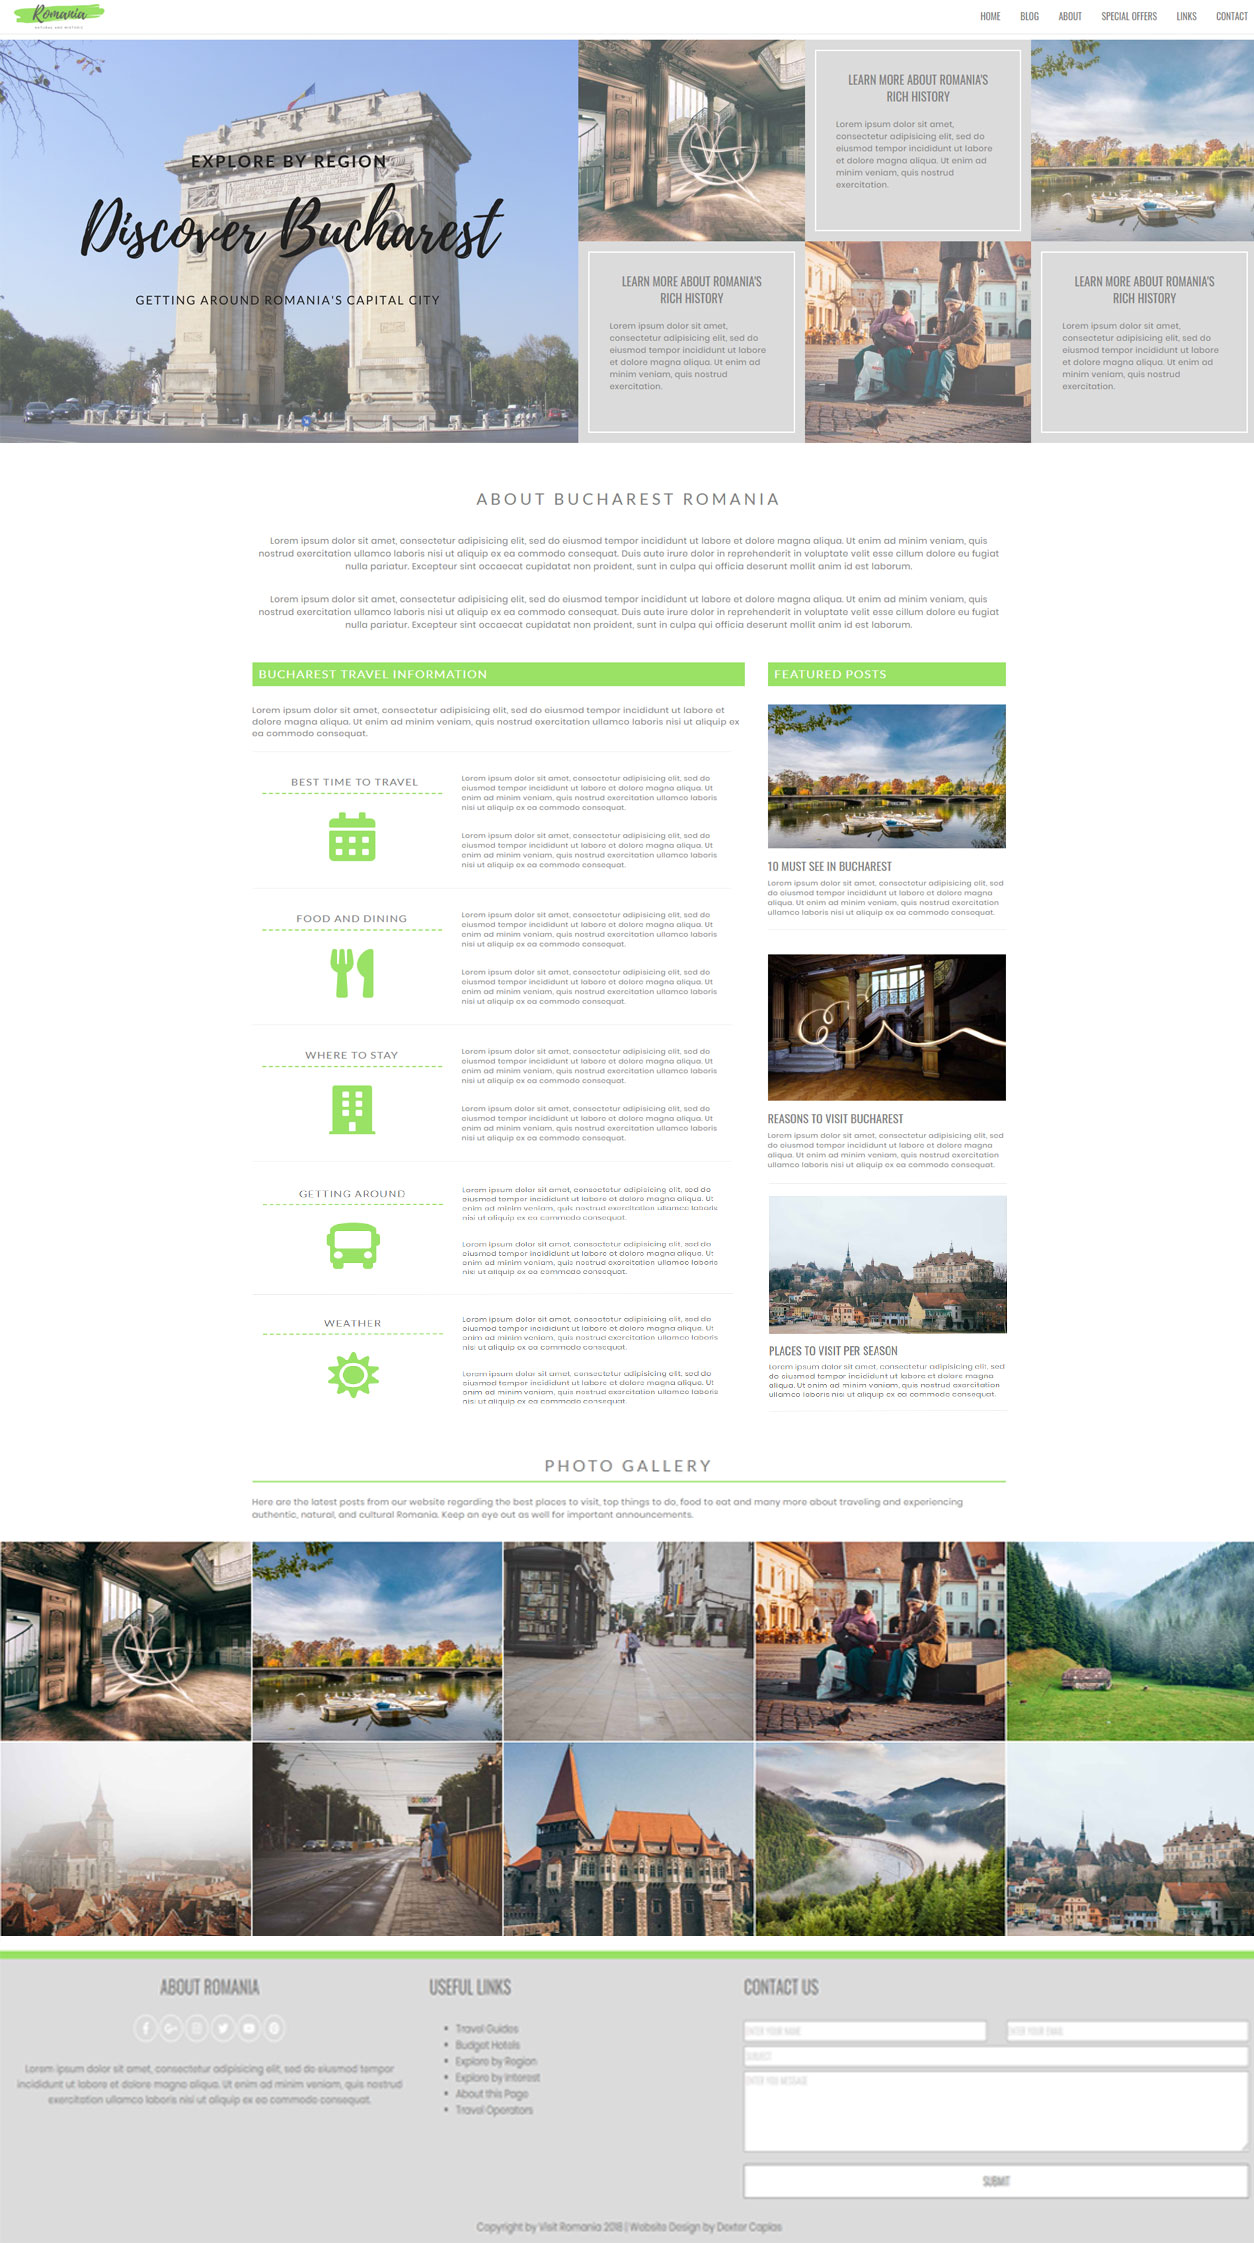 Romania
NATURAL AND HISTORIC
HOME
BLOG
ABOUT
SPECIAL OFFERS
LINKS
CONTACT
EXPLORE BY REGION
Discover Bucharest
GETTING AROUND ROMANIA'S CAPITAL CITY
LEARN MORE ABOUT ROMANIA'S
RICH HISTORY
Lorem ipsum dolor sit amet,
consectetur adipisicing elit, sed do
eiusmod tempor incididunt ut labore
et dolore magna aliqua. Ut enim ad
minim veniam, quis nostrud
exercitation.
LEARN MORE ABOUT ROMANIA'S
RICH HISTORY
Lorem ipsum dolor sit amet,
consectetur adipisicing elit, sed do
eiusmod tempor incididunt ut labore
et dolore magna aliqua. Ut enim ad
minim veniam, quis nostrud
exercitation.
LEARN MORE ABOUT ROMANIA'S
RICH HISTORY
Lorem ipsum dolor sit amet,
consectetur adipisicing elit, sed do
eiusmod tempor incididunt ut labore
et dolore magna aliqua. Ut enim ad
minim veniam, quis nostrud
exercitation.
ABOUT BUCHAREST ROMANIA
Lorem ipsum dolor sit amet, consectetur adipisicing elit, sed do eiusmod tempor incididunt ut labore et dolore magna aliqua. Ut enim ad minim veniam, quis
nostrud exercitation ullamco laboris nisi ut aliquip ex ea commodo consequat. Duis aute irure dolor in reprehenderit in voluptate velit esse cillum dolore eu fugiat
nulla pariatur. Excepteur sint occaecat cupidatat non proident, sunt in culpa qui officia deserunt mollit anim id est laborum.
Lorem ipsum dolor sit amet, consectetur adipisicing elit, sed do eiusmod tempor incididunt ut labore et dolore magna aliqua. Ut enim ad minim veniam, quis
nostrud exercitation ullamco laboris nisi ut aliquip ex ea commodo consequat. Duis aute irure dolor in reprehenderit in voluptate velit esse cillum dolore eu fugiat
nulla pariatur. Excepteur sint occaecat cupidatat non proident, sunt in culpa qui officia deserunt mollit anim id est laborum.
BUCHAREST TRAVEL INFORMATION
Lorem ipsum dolor sit amet, consectetur adipisicing elit, sed do eiusmod tempor incididunt ut labore et
dolore magna aliqua. Ut enim ad minim veniam, quis nostrud exercitation ullamco laboris nisi ut aliquip ex
ea commodo consequat.
BEST TIME TO TRAVEL
Lorem ipsum dolor sit amet, consectetur adipisicing elit, sed do
eiusmod tempor incididunt ut labore et dolore magna aliqua. Ut
enim ad minim veniam, quis nostrud exercitation ullamco laboris
nisi ut aliquip ex ea commodo consequat.
Lorem ipsum dolor sit amet, consectetur adipisicing elit, sed do
eiusmod tempor incididunt ut labore et dolore magna aliqua. Ut
enim ad minim veniam, quis nostrud exercitation ullamco laboris
nisi ut aliquip ex ea commodo consequat.
FOOD AND DINING
Lorem ipsum dolor sit amet, consectetur adipisicing elit, sed do
eiusmod tempor incididunt ut labore et dolore magna aliqua. Ut
enim ad minim veniam, quis nostrud exercitation ullamco laboris
nisi ut aliquip ex ea commodo consequat.
Lorem ipsum dolor sit amet, consectetur adipisicing elit, sed do
eiusmod tempor incididunt ut labore et dolore magna aliqua. Ut
enim ad minim veniam, quis nostrud exercitation ullamco laboris
nisi ut aliquip ex ea commodo consequat.
WHERE TO STAY
Lorem ipsum dolor sit amet, consectetur adipisicing elit, sed do
eiusmod tempor incididunt ut labore et dolore magna aliqua. Ut
enim ad minim veniam, quis nostrud exercitation ullamco laboris
nisi ut aliquip ex ea commodo consequat.
Lorem ipsum dolor sit amet, consectetur adipisicing elit, sed do
eiusmod tempor incididunt ut labore et dolore magna aliqua. Ut
enim ad minim veniam, quis nostrud exercitation ullamco laboris
nisi ut aliquip ex ea commodo consequat.
GETTING AROUND
Lorem ipsum dolor sit amet, consectetur adipisicing elit, sed do
eiusmod tempor incididunt ut labore et dolore magna aliqua. Ut
enim ad minim veniam, quis nostrud exercitation ullamco laboris
nisi ut aliquip ex ea commodo consequat.
Lorem ipsum dolor sit amet, consectetur adipisicing elit, sed do
eiusmod tempor incididunt ut labore et dolore magna aliqua. Ut
enim ad minim veniam, quis nostrud exercitation ullamco laboris
nisi ut aliquip ex ea commodo consequat.
WEATHER
Lorem ipsum dolor sit amet, consectetur adipisicing elit, sed do
eiusmod tempor incididunt ut labore et dolore magna aliqua. Ut
enim ad minim veniam, quis nostrud exercitation ullamco laboris
nisi ut aliquip ex ea commodo consequat.
Lorem ipsum dolor sit amet, consectetur adipisicing elit, sed do
eiusmod tempor incididunt ut labore et dolore magna aliqua. Ut
enim ad minim veniam, quis nostrud exercitation ullamco laboris
nisi ut aliquip ex ea commodo consequat.
FEATURED POSTS
10 MUST SEE IN BUCHAREST
Lorem ipsum dolor sit amet, consectetur adipisicing elit, sed
do eiusmod tempor incididunt ut labore et dolore magna
aliqua. Ut enim ad minim veniam, quis nostrud exercitation
ullamco laboris nisi ut aliquip ex ea commodo consequat.
REASONS TO VISIT BUCHAREST
Lorem ipsum dolor sit amet, consectetur adipisicing elit, sed
do eiusmod tempor incididunt ut labore et dolore magna
aliqua. Ut enim ad minim veniam, quis nostrud exercitation
ullamco laboris nisi ut aliquip ex ea commodo consequat.
PLACES TO VISIT PER SEASON
Lorem ipsum dolor sit amet, consectetur adipisicing elit, sed
do eiusmod tempor incididunt ut labore et dolore magna
aliqua. Ut enim ad minim veniam, quis nostrud exercitation
ullamco laboris nisi ut aliquip ex ea commodo consequat.
PHOTO GALLERY
Here are the latest posts from our website regarding the best places to visit, top things to do, food to eat and many more about traveling and experiencing
authentic, natural, and cultural Romania. Keep an eye out as well for important announcements.
ABOUT ROMANIA
Lorem ipsum dolor sit amet, consectetur adipisicing elit, sed do eiusmod tempor
incididunt ut labore et dolore magna aliqua. Ut enim ad minim veniam, quis nostrud
exercitation ullamco laboris nisi ut aliquip ex ea commodo consequat.
USEFUL LINKS
Travel Guides
Budget Hotels
Explore by Region
Explore by Interest
About this Page
Travel Operators
CONTACT US
ENTER YOUR NAME
ENTER YOUR EMAIL
SUBJECT
ENTER YOU MESSAGE
SUBMIT
Copyright by Visit Romania 2018 | Website Design by Dexter Caplas